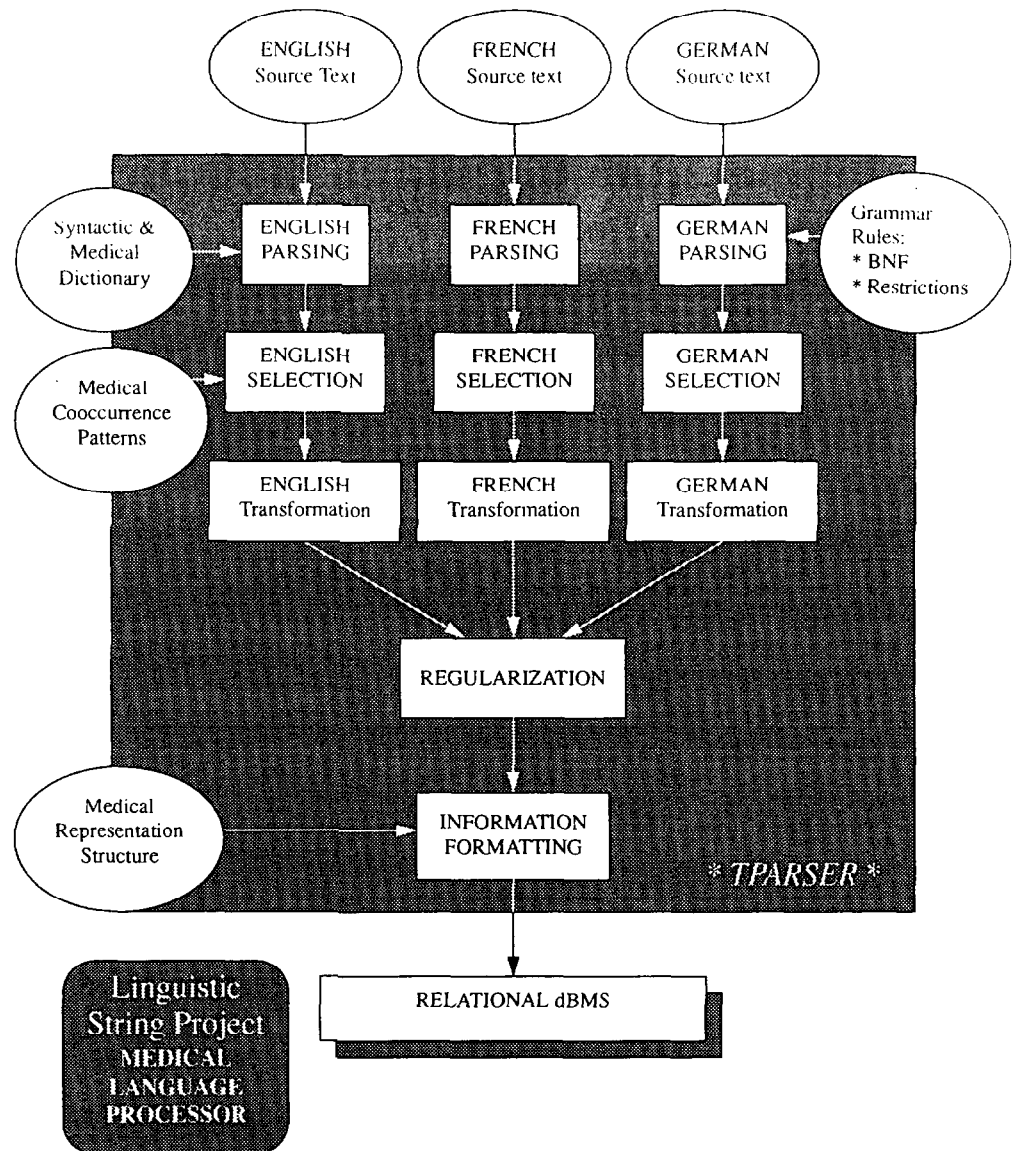 ENGLISH
Source Text
FRENCH
Source text
GERMAN
Source text
Syntactic &
Medical
Dictionary
ENGLISH
PARSING
FRENCH
PARSING
GERMAN
PARSING
Grammar
Rules:
* BNF
* Restrictions
Medical
Cooccurrence
Patterns
ENGLISH
SELECTION
FRENCH
SELECTION
GERMAN
SELECTION
ENGLISH
Transformation
FRENCH
Transformation
GERMAN
Transformation
REGULARIZATION
Medical
Representation
Structure
INFORMATION
FORMATTING
* TPARSER *
Linguistic
String Project
MEDICAL
LANGUAGE
PROCESSOR
RELATIONAL dBMS